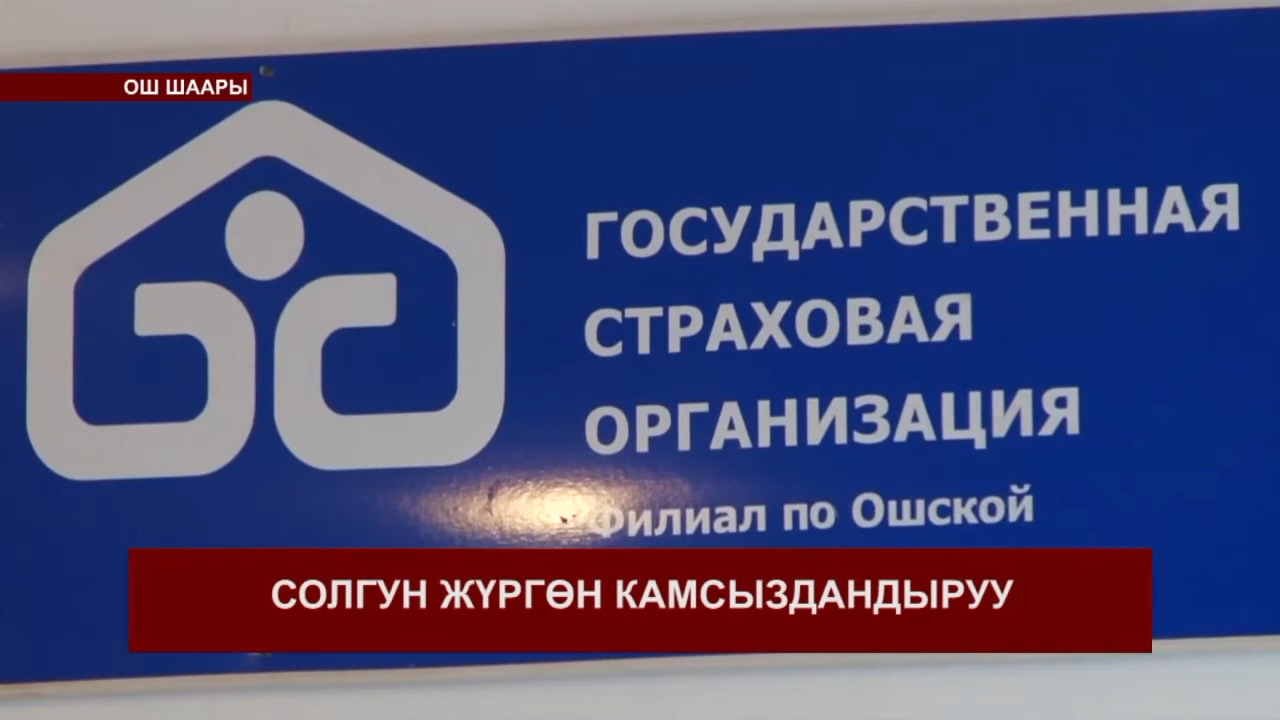 ОШ ШААРЫ
ГОСУДАРСТВЕННАЯ
СТРАХОВАЯ
ОРГАНИЗАЦИЯ
Филиал по Ошской
СОЛГУН ЖҮРГӨН КАМСЫЗДАНДЫРУУ